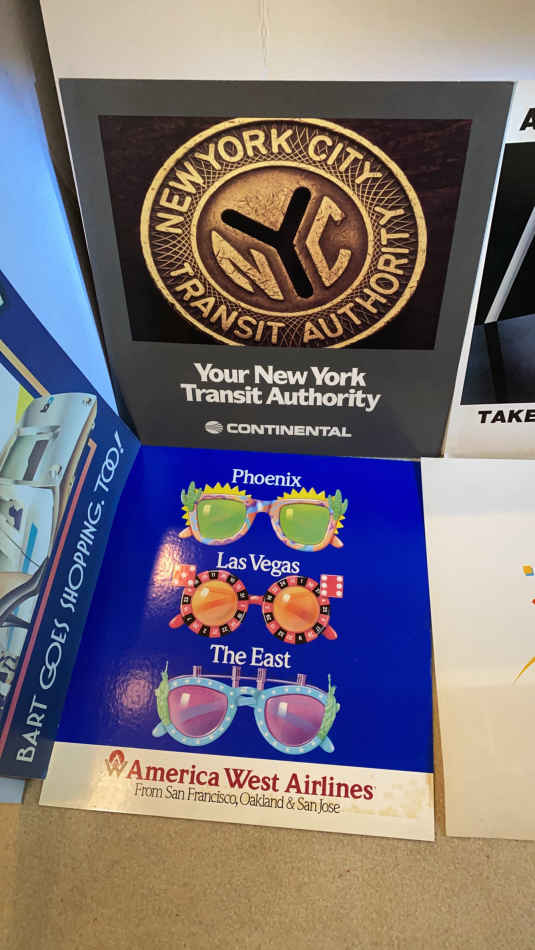 NEW YORK CITY
NYC
TRANSIT AUTHORITY
Your New York
Transit Authority
CONTINENTAL
A
TAKE
BART GOES SHOPPING, TOO!
Phoenix
Las Vegas
The East
America West Airlines
From San Francisco, Oakland & San Jose